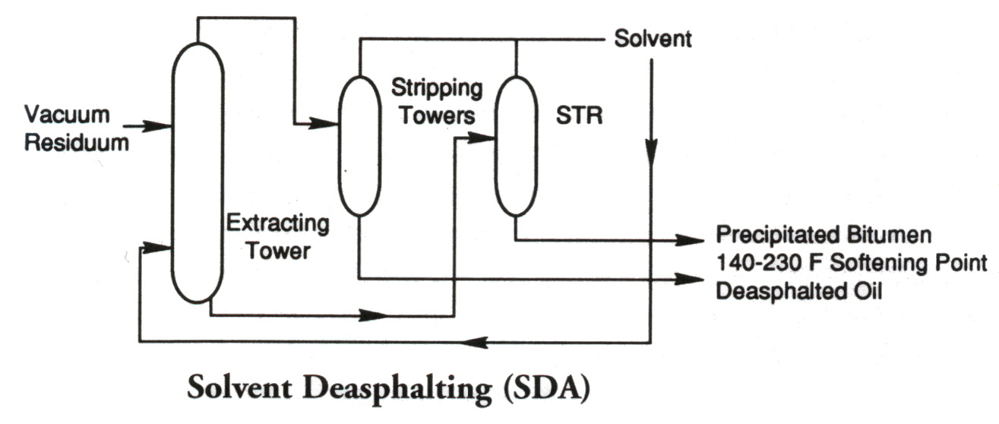 Solvent
Stripping
Towers
STR
Vacuum
Residuum
Extracting
Tower
Precipitated Bitumen
140-230 F Softening Point
Deasphalted Oil
Solvent Deasphalting (SDA)